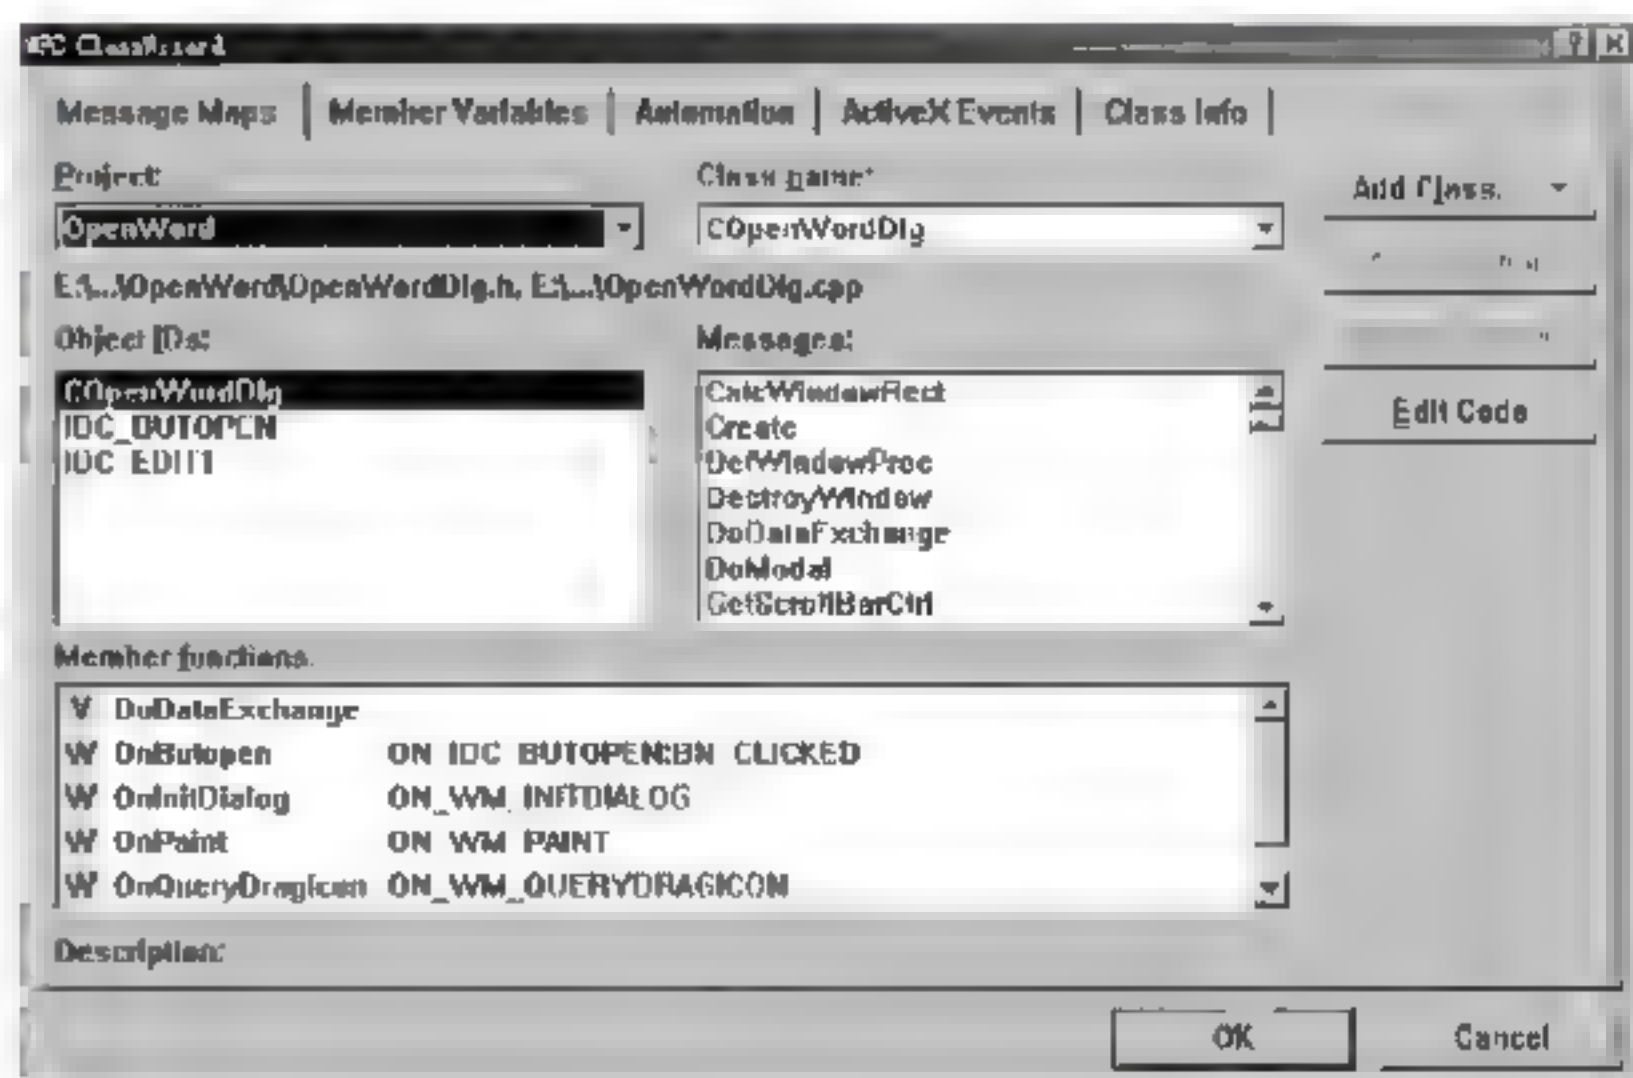 MFC ClassWizard
Message Maps Member Variables Automation ActiveX Events Class Info
Project: Class name: Add Class.
OpenWord COpenWordDlg
E:\...\OpenWord\OpenWordDlg.h, E:\...\OpenWordDlg.cpp
Object IDs: Messages:
COpenWordDlg CalcWindowRect
IDC_BUTOPEN Create Edit Code
IDC_EDIT1 DefWindowProc
DestroyWindow
DoDataExchange
DoModal
GetScrollBarCtrl
Member functions.
V DoDataExchange
W OnButopen ON_IDC_BUTOPEN:BN_CLICKED
W OnInitDialog ON_WM_INITDIALOG
W OnPaint ON_WM_PAINT
W OnQueryDragIcon ON_WM_QUERYDRAGICON
Description:
OK Cancel